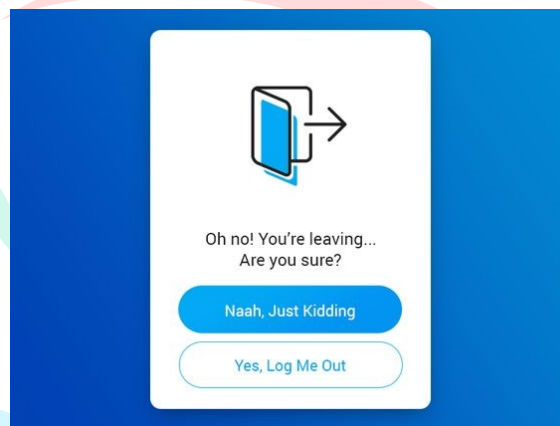 Oh no! You're leaving...
Are you sure?
Naah, Just Kidding
Yes, Log Me Out